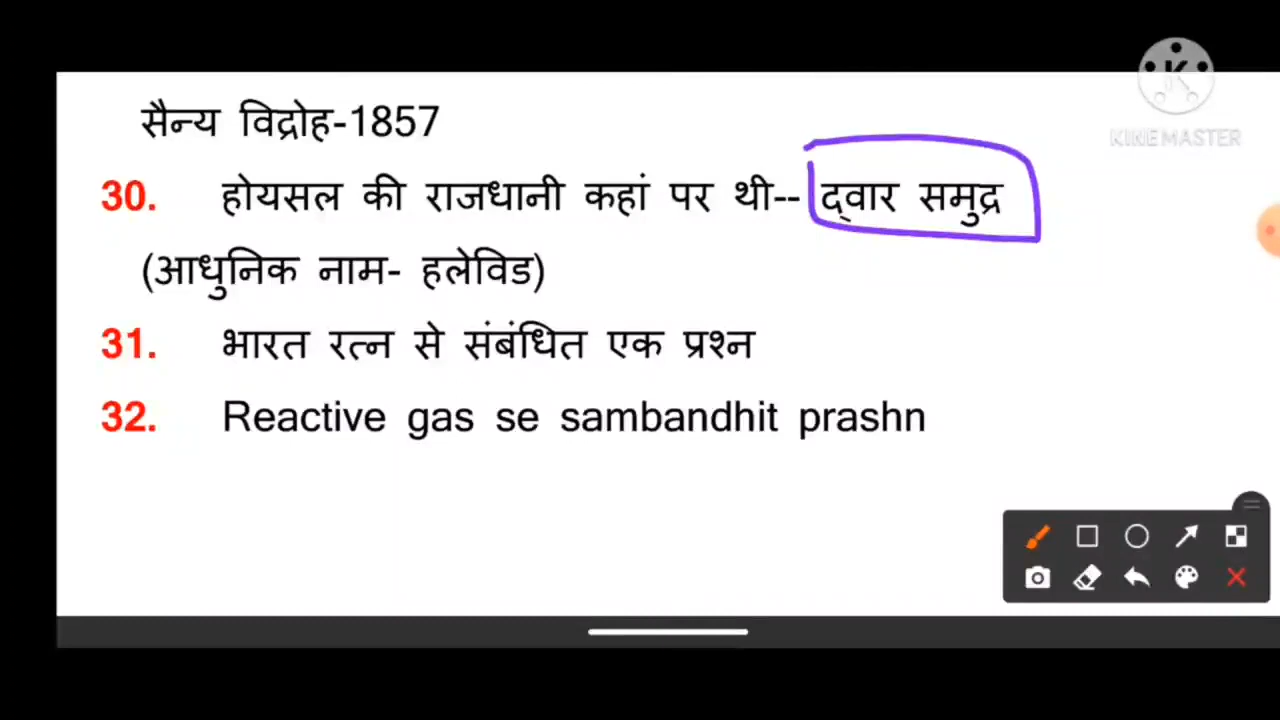 सैन्य विद्रोह-1857
KINEMASTER
30. होयसल की राजधानी कहां पर थी-- द्वार समुद्र
(आधुनिक नाम- हलेविड)
31. भारत रत्न से संबंधित एक प्रश्न
32. Reactive gas se sambandhit prashn